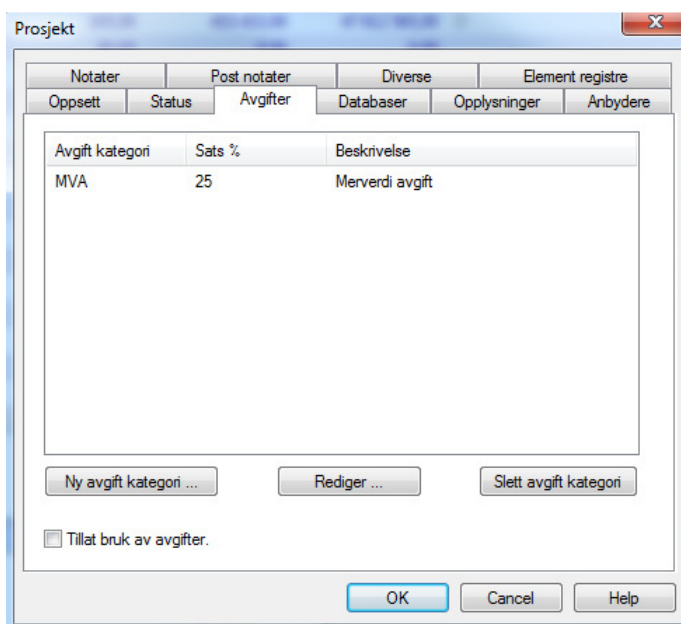 Prosjekt
Notater Post notater Diverse Element registre
Oppsett Status Avgifter Databaser Opplysninger Anbydere
Avgift kategori Sats % Beskrivelse
MVA 25 Merverdi avgift
Ny avgift kategori ... Rediger ... Slett avgift kategori
Tillat bruk av avgifter.
OK Cancel Help